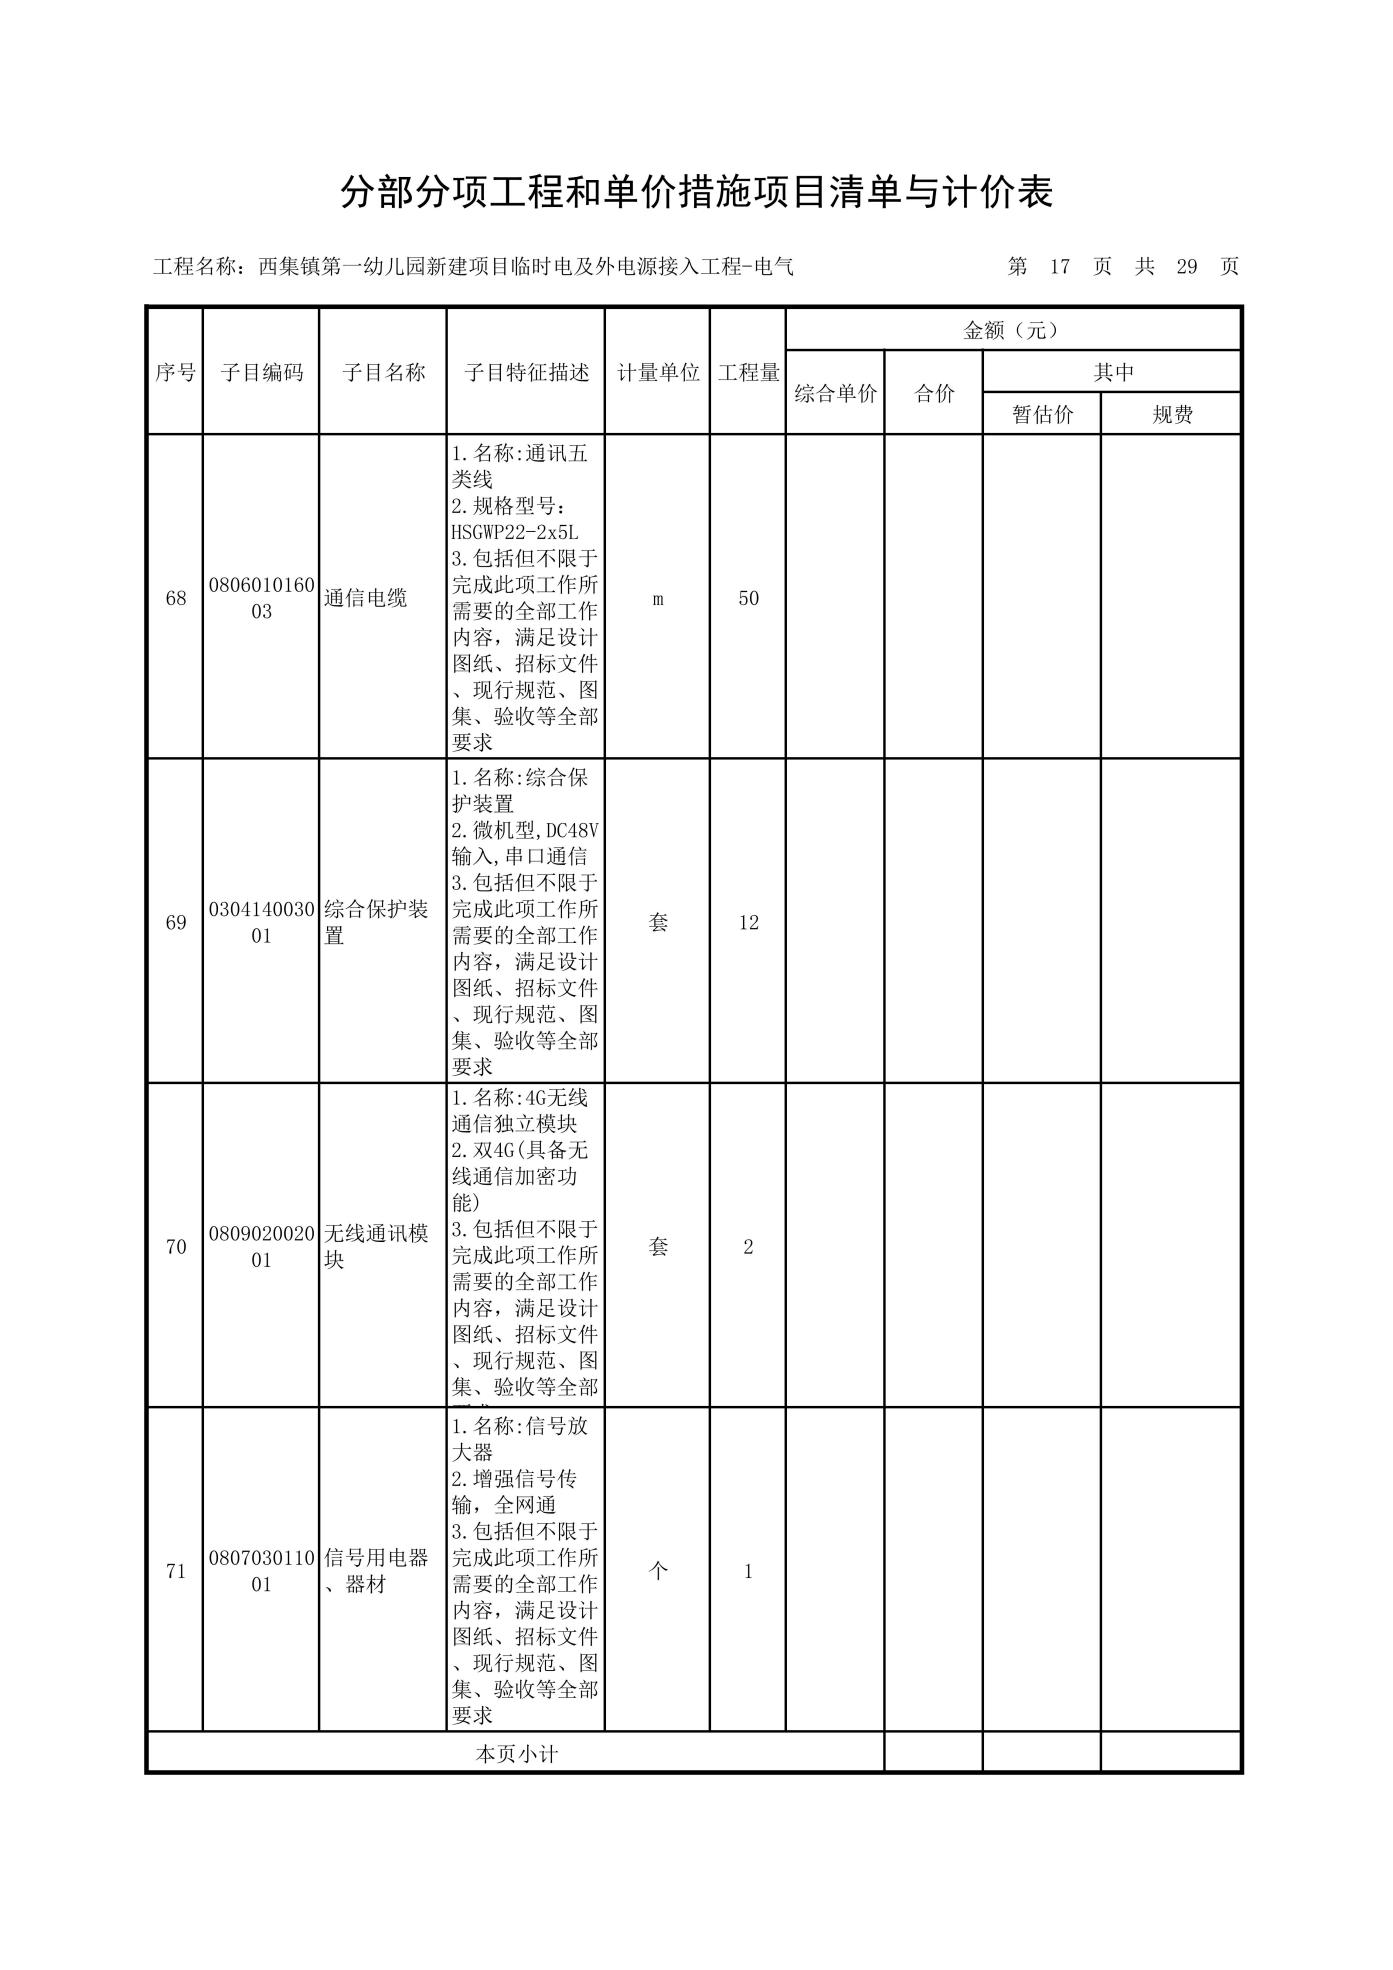 分部分项工程和单价措施项目清单与计价表
工程名称：西集镇第一幼儿园新建项目临时电及外电源接入工程-电气
第 17 页 共 29 页
序号 子目编码 子目名称 子目特征描述 计量单位 工程量 金额（元）
综合单价 合价 其中
暂估价 规费
68
0806010160
03
通信电缆
1.名称:通讯五
类线
2.规格型号:
HSGWP22-2x5L
3.包括但不限于
完成此项工作所
需要的全部工作
内容，满足设计
图纸、招标文件
、现行规范、图
集、验收等全部
要求
m
50
69
0304140030
01
综合保护装
置
1.名称:综合保
护装置
2.微机型,DC48V
输入,串口通信
3.包括但不限于
完成此项工作所
需要的全部工作
内容，满足设计
图纸、招标文件
、现行规范、图
集、验收等全部
要求
套
12
70
0809020020
01
无线通讯模
块
1.名称:4G无线
通信独立模块
2.双4G(具备无
线通信加密功
能)
3.包括但不限于
完成此项工作所
需要的全部工作
内容，满足设计
图纸、招标文件
、现行规范、图
集、验收等全部
套
2
71
0807030110
01
信号用电器
、器材
1.名称:信号放
大器
2.增强信号传
输，全网通
3.包括但不限于
完成此项工作所
需要的全部工作
内容，满足设计
图纸、招标文件
、现行规范、图
集、验收等全部
要求
个
1
本页小计